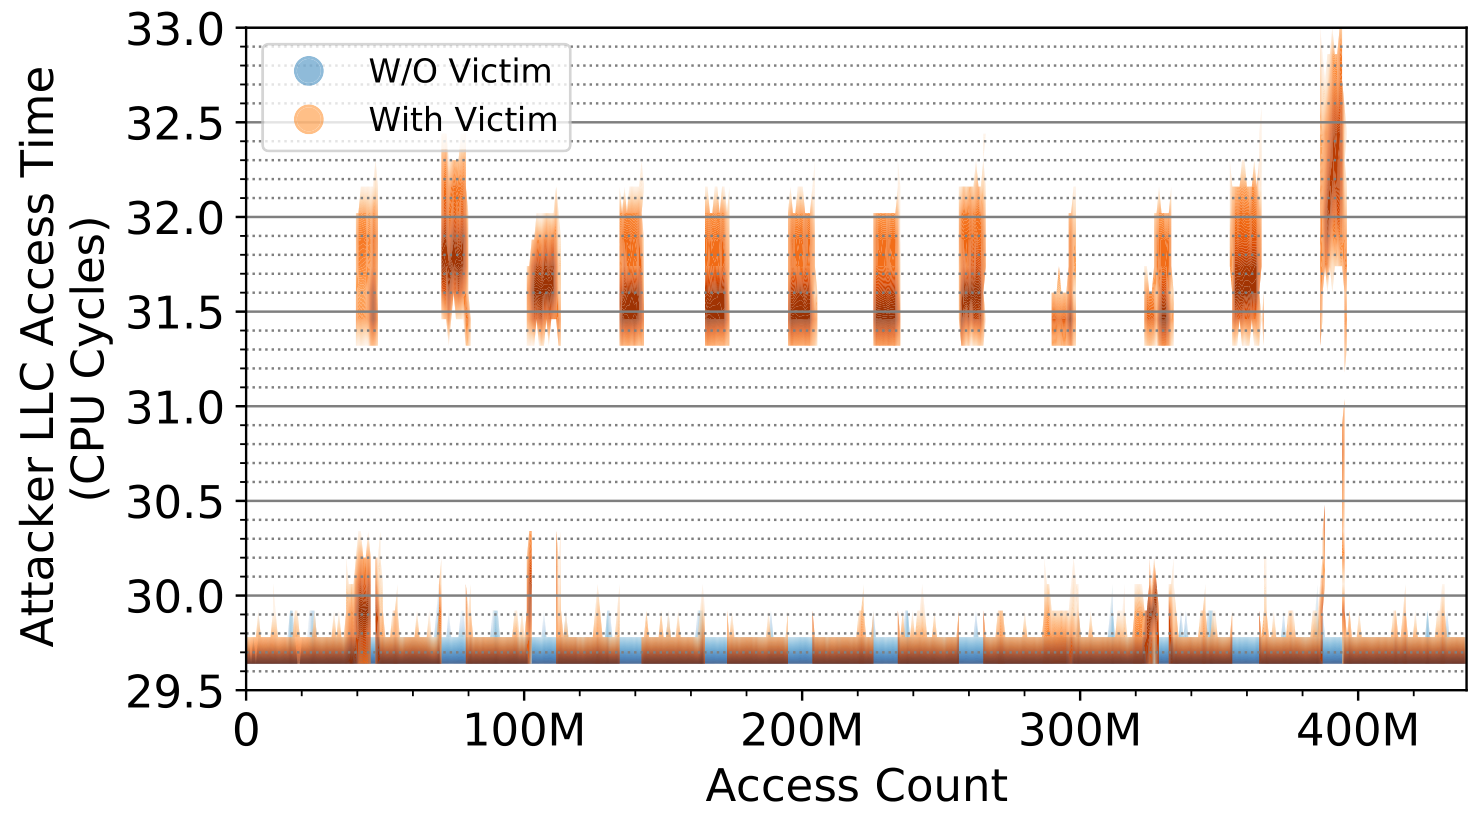 33.0
32.5
32.0
31.5
31.0
30.5
30.0
29.5
Attacker LLC Access Time
(CPU Cycles)
W/O Victim
With Victim
0 100M 200M 300M 400M
Access Count